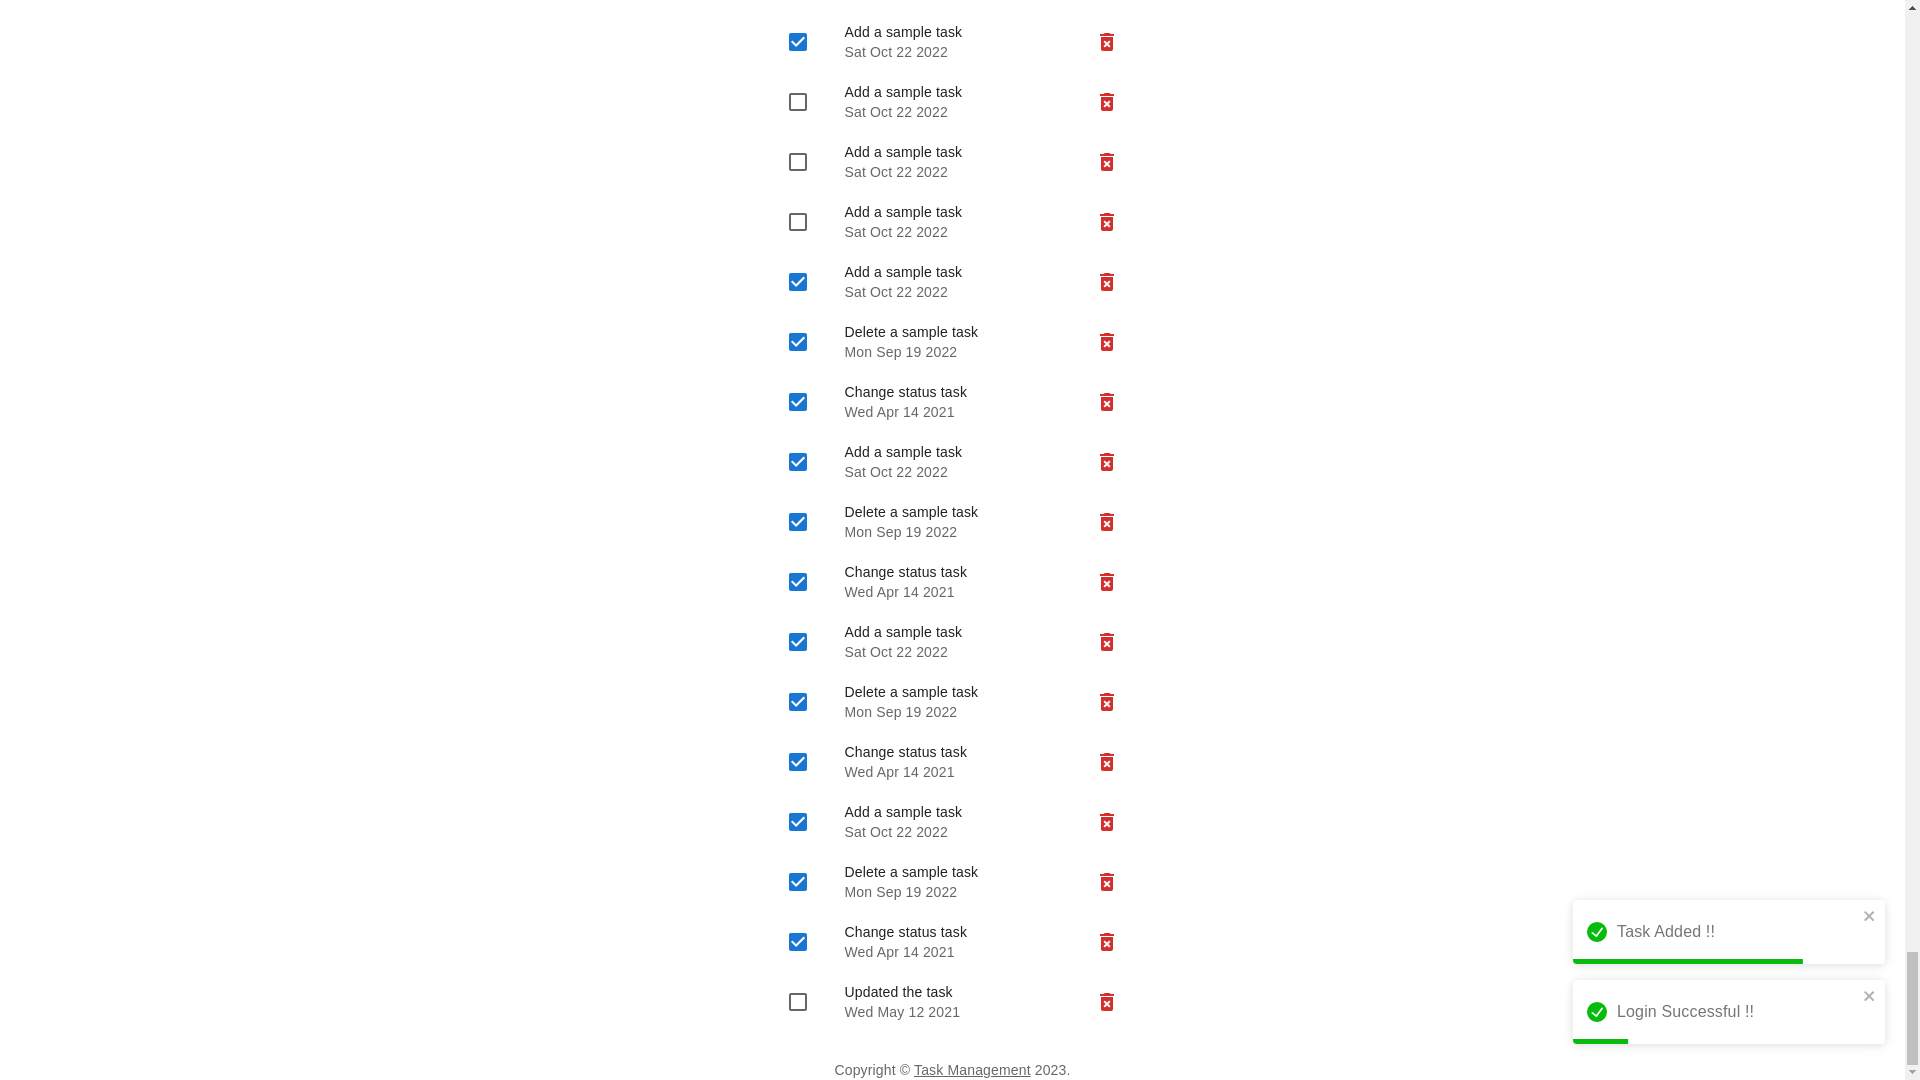 Add a sample task
Sat Oct 22 2022
Add a sample task
Sat Oct 22 2022
Add a sample task
Sat Oct 22 2022
Add a sample task
Sat Oct 22 2022
Add a sample task
Sat Oct 22 2022
Delete a sample task
Mon Sep 19 2022
Change status task
Wed Apr 14 2021
Add a sample task
Sat Oct 22 2022
Delete a sample task
Mon Sep 19 2022
Change status task
Wed Apr 14 2021
Add a sample task
Sat Oct 22 2022
Delete a sample task
Mon Sep 19 2022
Change status task
Wed Apr 14 2021
Add a sample task
Sat Oct 22 2022
Delete a sample task
Mon Sep 19 2022
Change status task
Wed Apr 14 2021
Updated the task
Wed May 12 2021
Copyright © Task Management 2023.
Task Added !!
Login Successful !!